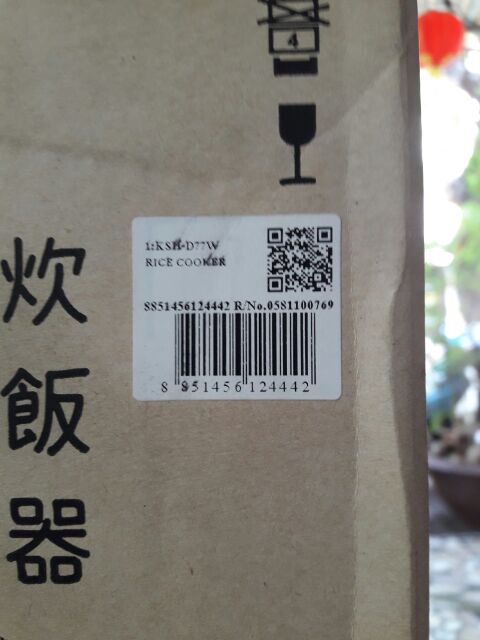 4
1:KSH-D77W
RICE COOKER
8851456124442 R/No.0581100769
8 851456 124442
炊
飯
器